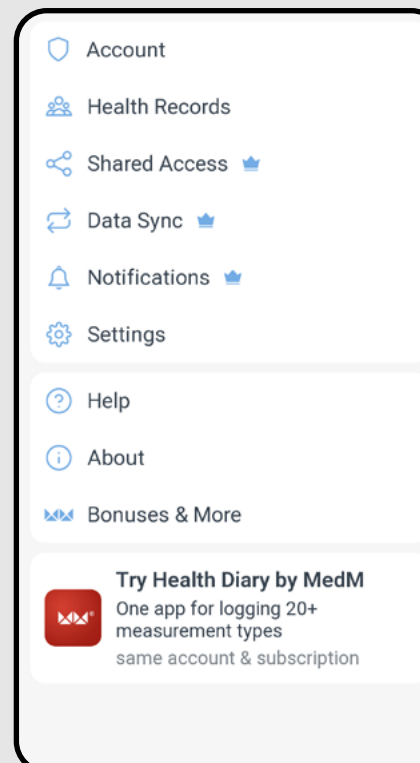 Account
Health Records
Shared Access
Data Sync
Notifications
Settings
Help
About
Bonuses & More
Try Health Diary by MedM
One app for logging 20+
measurement types
same account & subscription